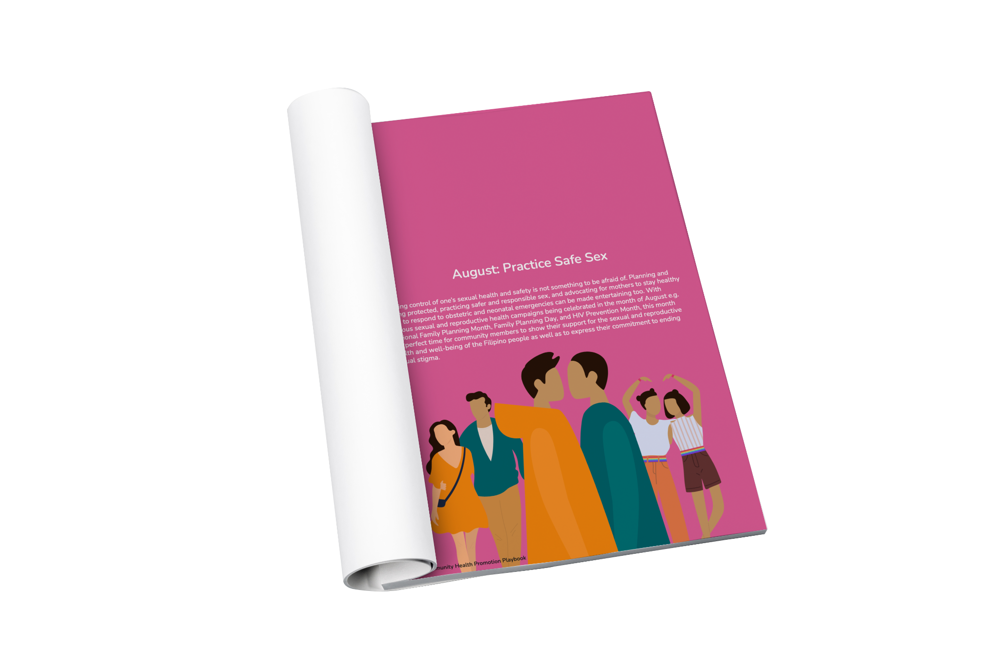 August: Practice Safe Sex
ing control of one's sexual health and safety is not something to be afraid of. Planning and
ng protected, practicing safer and responsible sex, and advocating for mothers to stay healthy
to respond to obstetric and neonatal emergencies can be made entertaining too. With
ous sexual and reproductive health campaigns being celebrated in the month of August e.g.
ional Family Planning Month, Family Planning Day, and HIV Prevention Month, this month
perfect time for community members to show their support for the sexual and reproductive
lth and well-being of the Filipino people as well as to express their commitment to ending
ual stigma.
munity Health Promotion Playbook